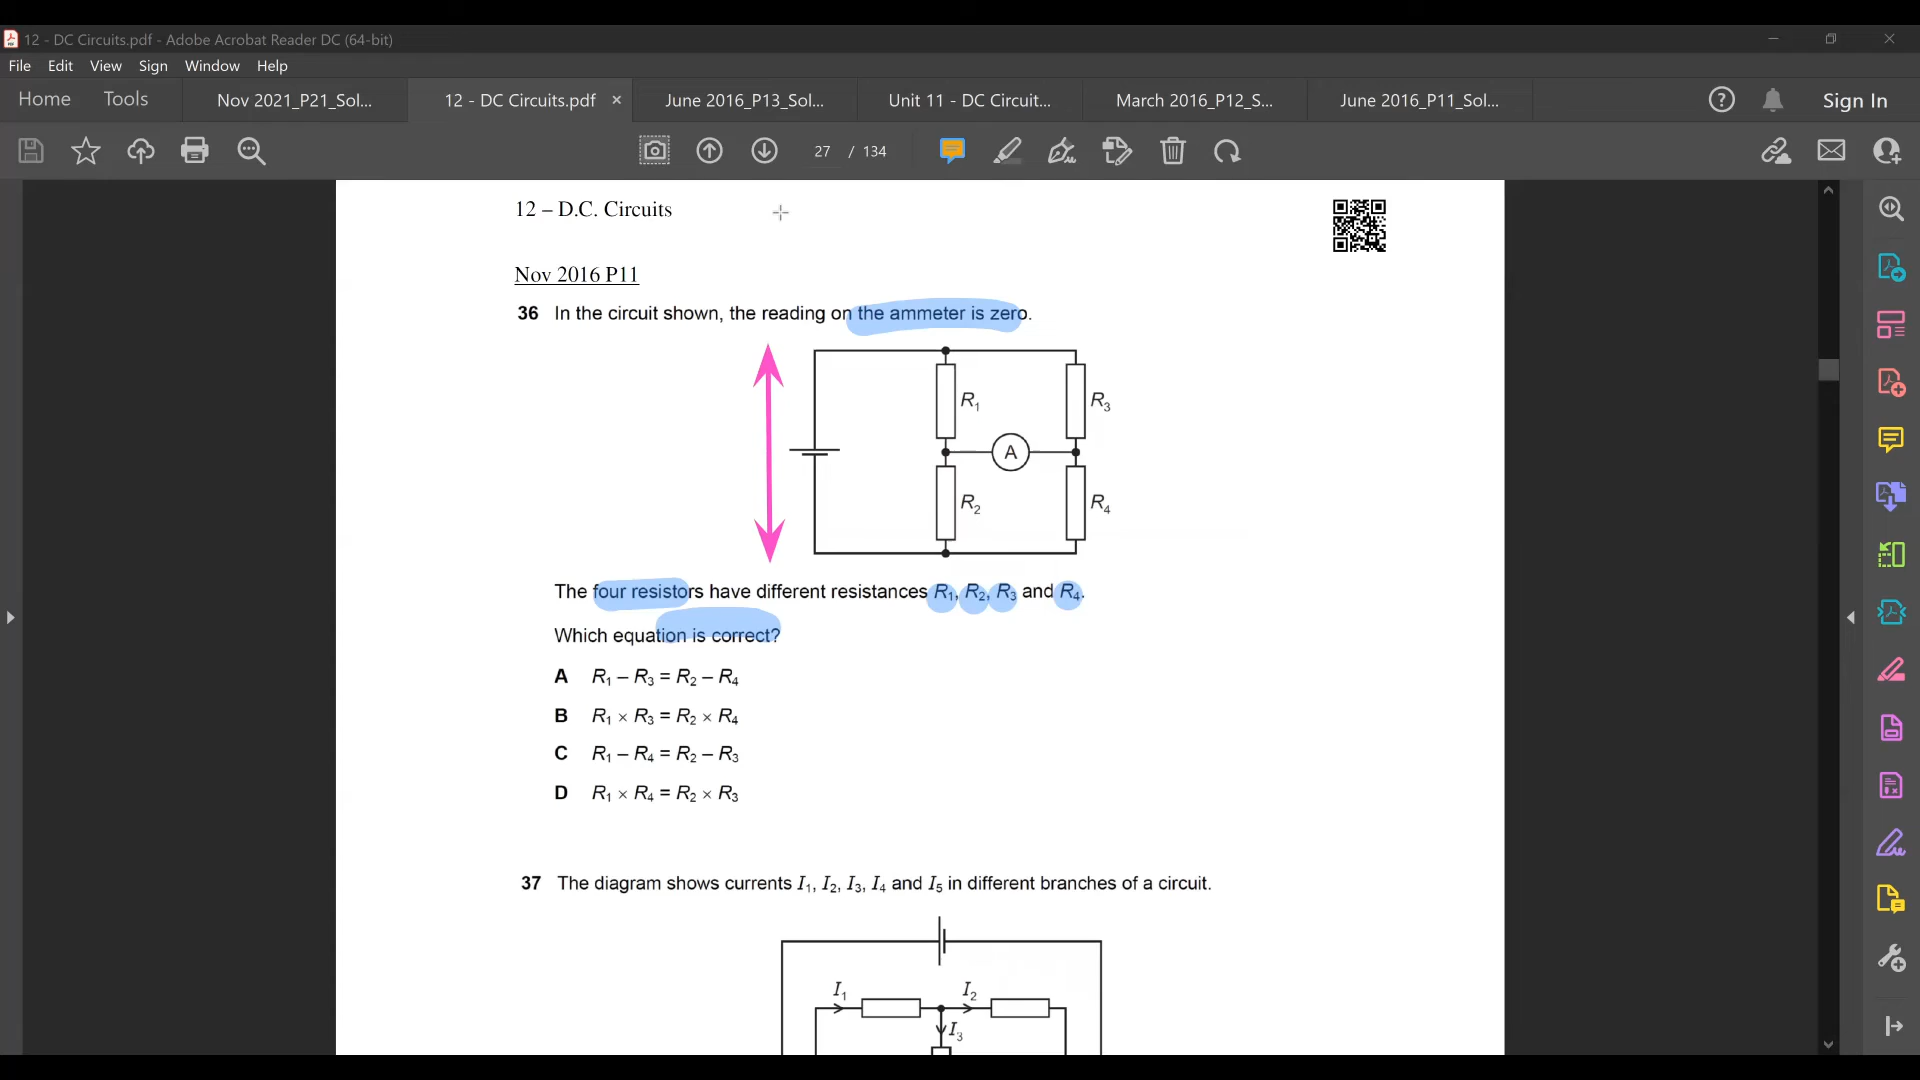 12 - DC Circuits.pdf - Adobe Acrobat Reader DC (64-bit)
File Edit View Sign Window Help
Home Tools Nov 2021_P21_Sol... 12 - DC Circuits.pdf × June 2016_P13_Sol... Unit 11 - DC Circuit... March 2016_P12_S... June 2016_P11_Sol... Sign In
27 / 134
12 – D.C. Circuits
Nov 2016 P11
36 In the circuit shown, the reading on the ammeter is zero.
R₁ R₃
A
R₂ R₄
The four resistors have different resistances R₁, R₂, R₃ and R₄.
Which equation is correct?
A R₁ – R₃ = R₂ – R₄
B R₁ × R₃ = R₂ × R₄
C R₁ – R₄ = R₂ – R₃
D R₁ × R₄ = R₂ × R₃
37 The diagram shows currents I₁, I₂, I₃, I₄ and I₅ in different branches of a circuit.
I₁ I₂
I₃